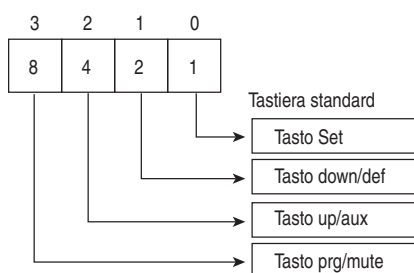 3 2 1 0
8 4 2 1
Tastiera standard
Tasto Set
Tasto down/def
Tasto up/aux
Tasto prg/mute